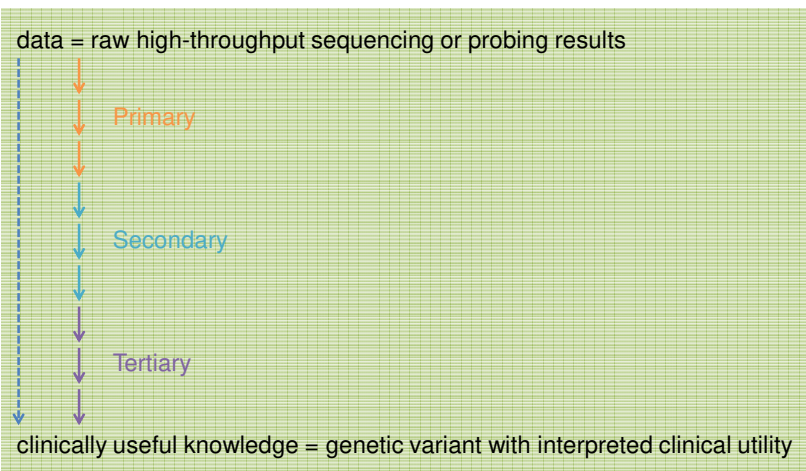 data = raw high-throughput sequencing or probing results
Primary
Secondary
Tertiary
clinically useful knowledge = genetic variant with interpreted clinical utility